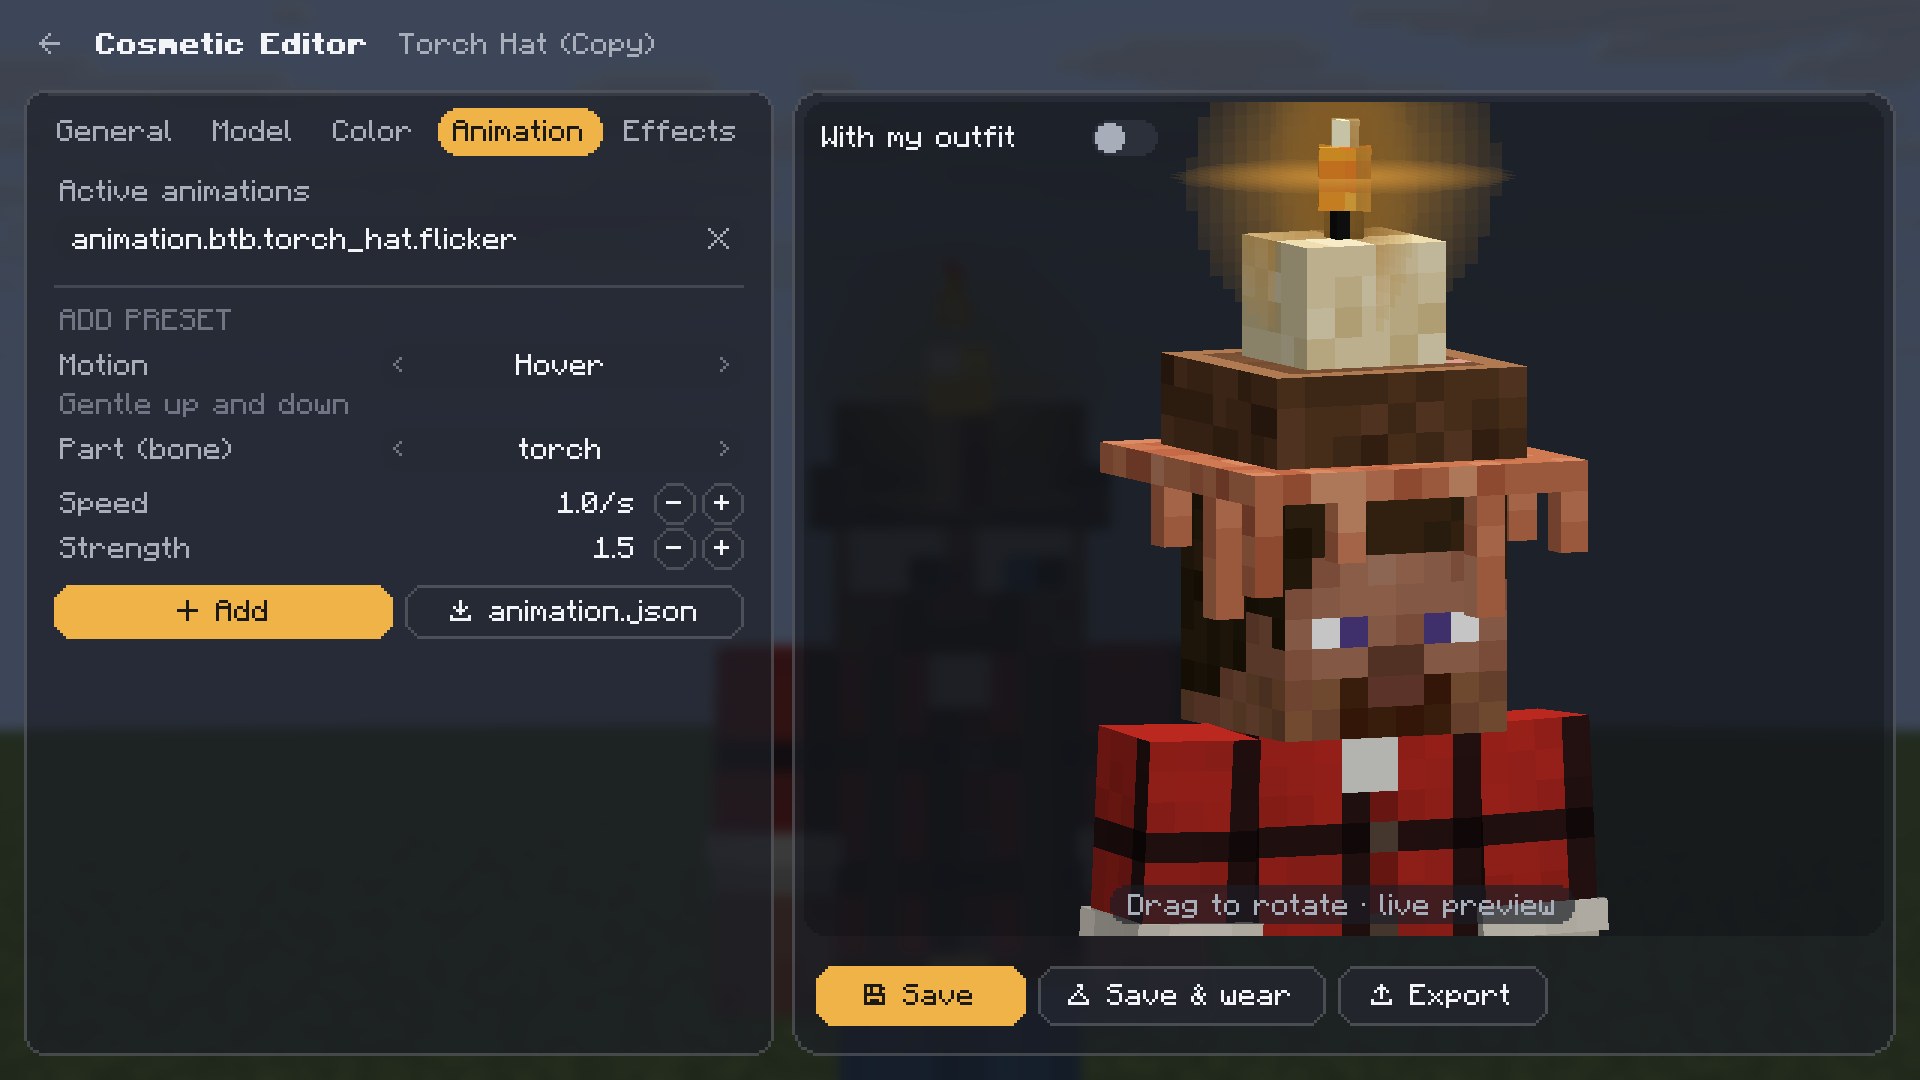 Cosmetic Editor Torch Hat (Copy)
General Model Color Animation Effects
Active animations
animation.btb.torch_hat.flicker
ADD PRESET
Motion Hover
Gentle up and down
Part (bone) torch
Speed 1.0/s
Strength 1.5
+ Add animation.json
With my outfit
Drag to rotate · live preview
Save Save & wear Export